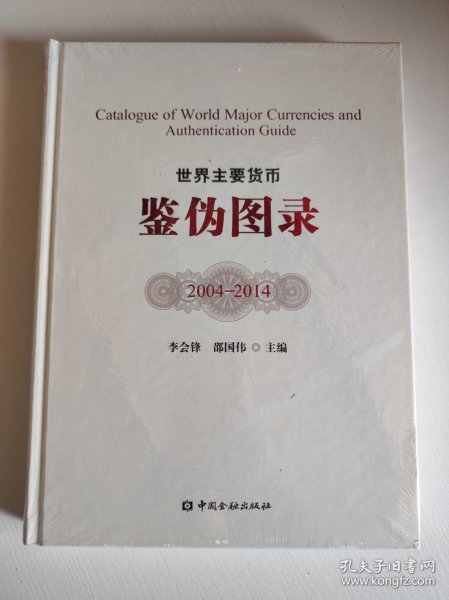 Catalogue of World Major Currencies and
Authentication Guide
世界主要货币
鉴伪图录
2004-2014
李会锋 邵国伟◎主编
中国金融出版社
孔夫子旧书网
www.kongfz.com